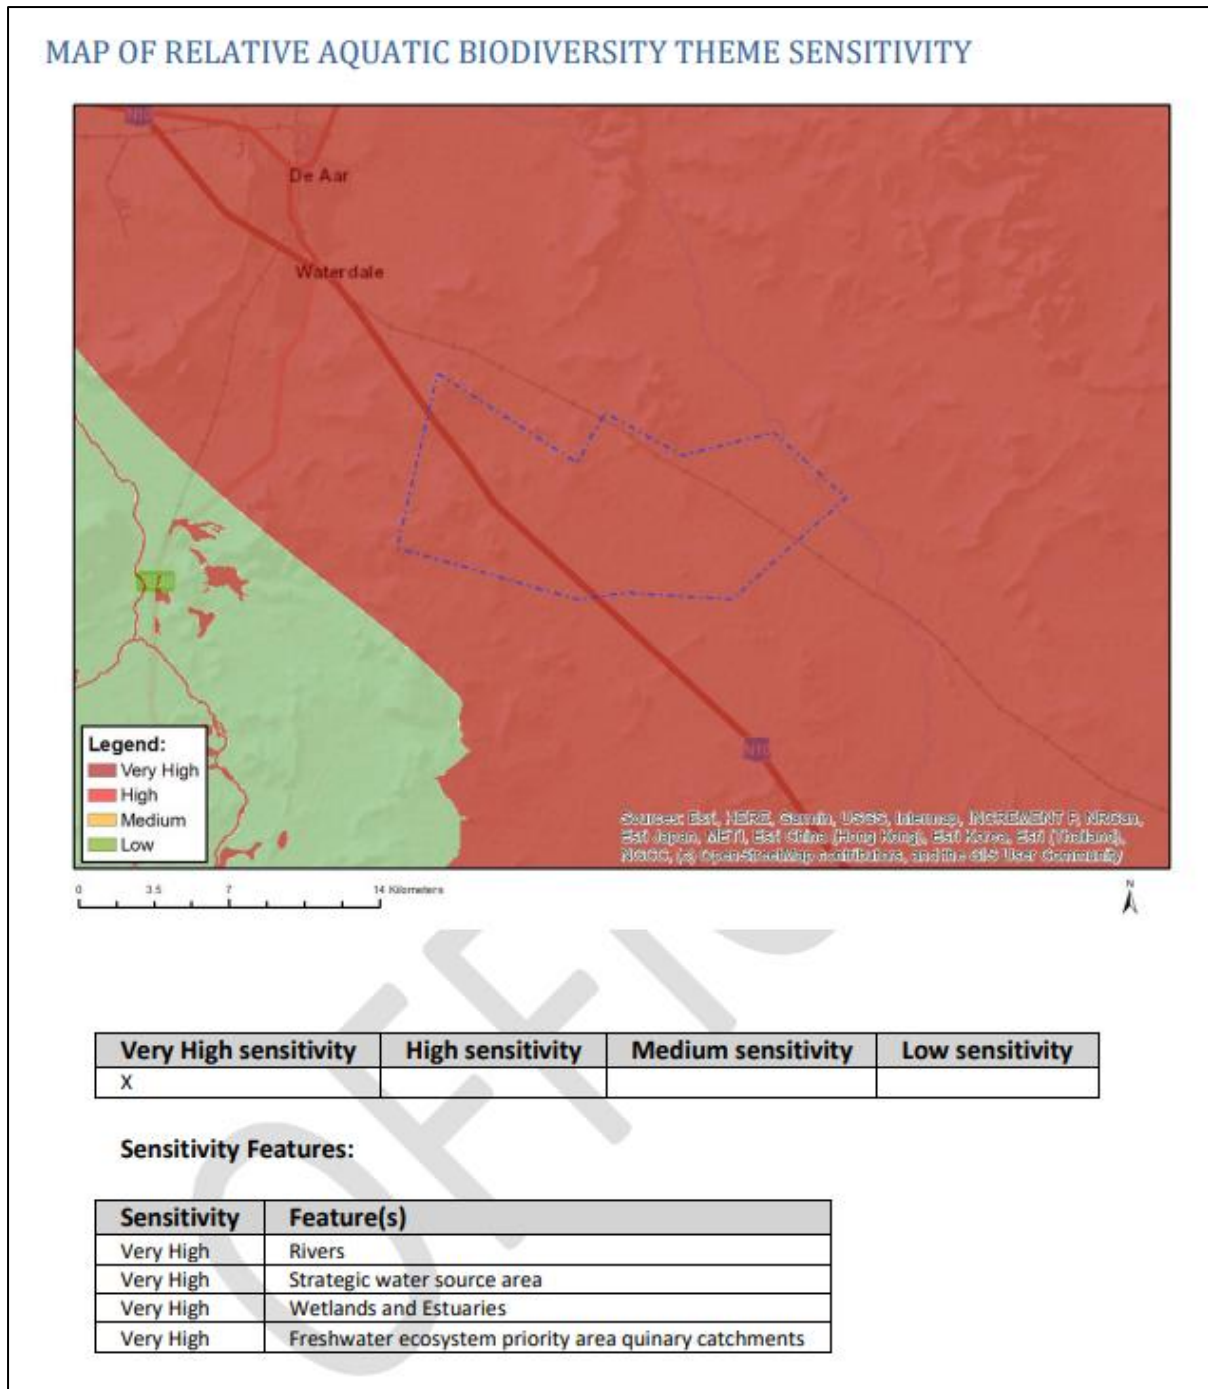 MAP OF RELATIVE AQUATIC BIODIVERSITY THEME SENSITIVITY
De Aar
Waterdale
N10
Legend:
Very High
High
Medium
Low
Sources: Esri, HERE, Garmin, USGS, Intermap, INCREMENT P, NRCan,
Esri Japan, METI, Esri China (Hong Kong), Esri Korea, Esri (Thailand),
NGCC, (c) OpenStreetMap contributors, and the GIS User Community
0 3.5 7 14 Kilometers
N
Very High sensitivity High sensitivity Medium sensitivity Low sensitivity
X
Sensitivity Features:
Sensitivity Feature(s)
Very High Rivers
Very High Strategic water source area
Very High Wetlands and Estuaries
Very High Freshwater ecosystem priority area quinary catchments